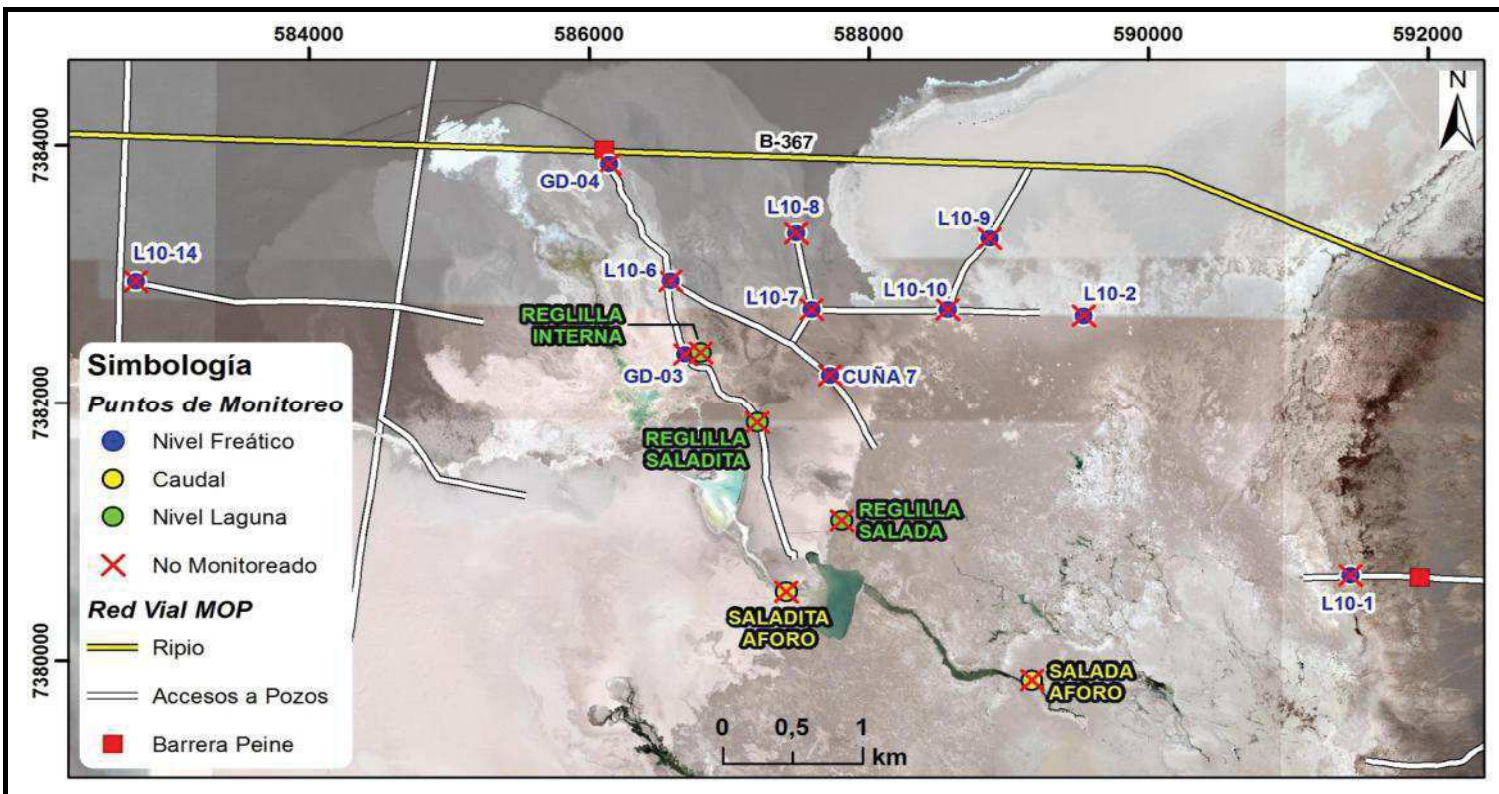 584000
586000
588000
590000
592000
N
7384000
7382000
7380000
B-367
GD-04
L10-8
L10-9
L10-14
L10-6
L10-7
L10-10
L10-2
REGLILLA
INTERNA
GD-03
CUÑA 7
REGLILLA
SALADITA
REGLILLA
SALADA
L10-1
SALADITA
AFORO
SALADA
AFORO
Simbología
Puntos de Monitoreo
Nivel Freático
Caudal
Nivel Laguna
No Monitoreado
Red Vial MOP
Ripio
Accesos a Pozos
Barrera Peine
0 0,5 1
km